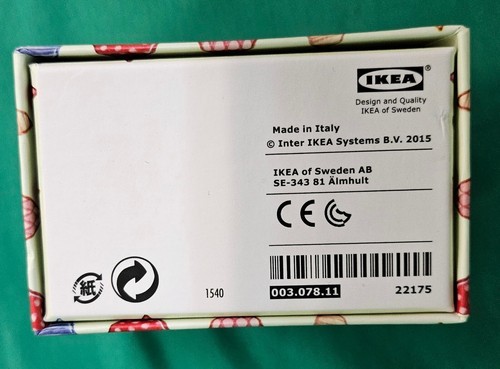 IKEA®
Design and Quality
IKEA of Sweden
Made in Italy
© Inter IKEA Systems B.V. 2015
IKEA of Sweden AB
SE-343 81 Älmhult
CE
紙
1540
003.078.11
22175